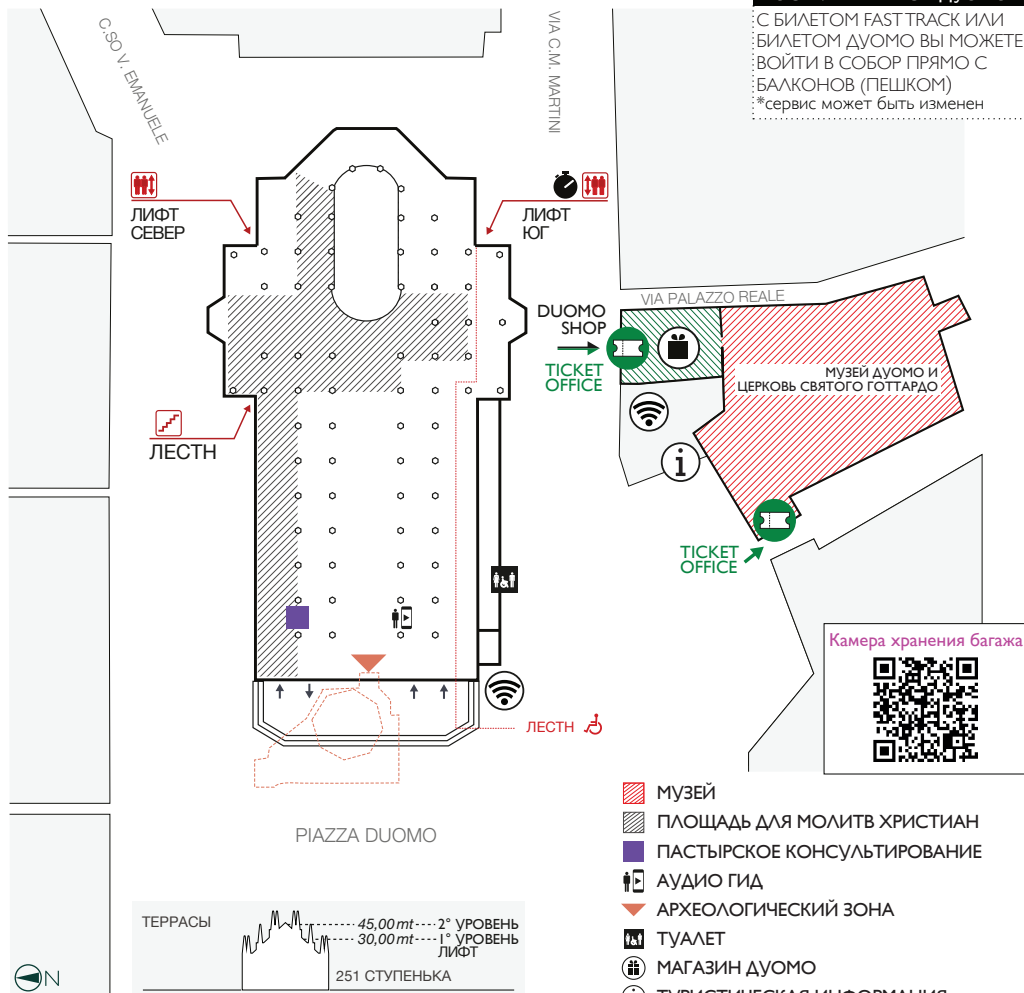 С БИЛЕТОМ FAST TRACK ИЛИ
БИЛЕТОМ ДУОМО ВЫ МОЖЕТЕ
ВОЙТИ В СОБОР ПРЯМО С
БАЛКОНОВ (ПЕШКОМ)
*сервис может быть изменен
C.SO V. EMANUELE
VIA C.M. MARTINI
ЛИФТ
СЕВЕР
ЛИФТ
ЮГ
VIA PALAZZO REALE
DUOMO
SHOP
TICKET
OFFICE
МУЗЕЙ ДУОМО И
ЦЕРКОВЬ СВЯТОГО ГОТТАРДО
ЛЕСТН
i
TICKET
OFFICE
Камера хранения багажа
ЛЕСТН
PIAZZA DUOMO
МУЗЕЙ
ПЛОЩАДЬ ДЛЯ МОЛИТВ ХРИСТИАН
ПАСТЫРСКОЕ КОНСУЛЬТИРОВАНИЕ
АУДИО ГИД
АРХЕОЛОГИЧЕСКИЙ ЗОНА
ТУАЛЕТ
МАГАЗИН ДУОМО
ТУРИСТИЧЕСКАЯ ИНФОРМАЦИЯ
ТЕРРАСЫ
45,00 mt 2° УРОВЕНЬ
30,00 mt 1° УРОВЕНЬ
ЛИФТ
251 СТУПЕНЬКА
N